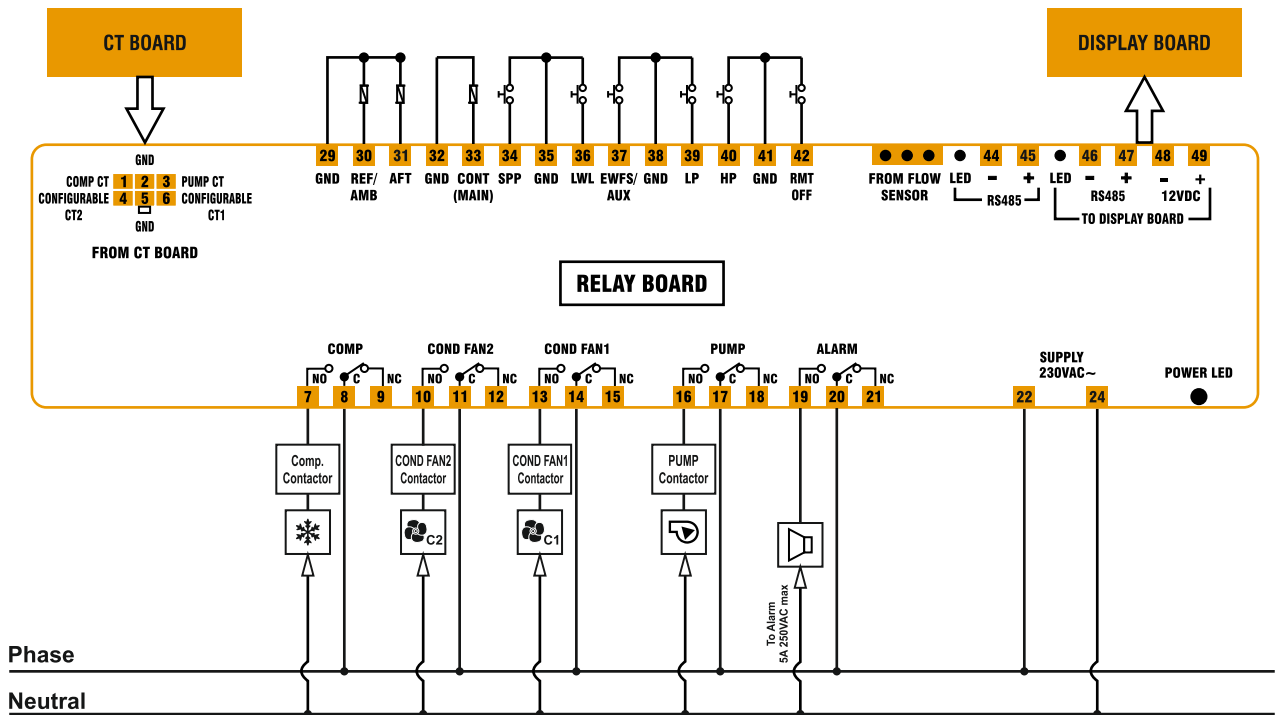 CT BOARD
DISPLAY BOARD
29 30 31 32 33 34 35 36 37 38 39 40 41 42 44 45 46 47 48 49
GND REF/ AFT GND CONT SPP GND LWL EWFS/ GND LP HP GND RMT FROM FLOW LED - + LED - + - +
AMB (MAIN) AUX OFF SENSOR RS485 RS485 12VDC
TO DISPLAY BOARD
GND
COMP CT 1 2 3 PUMP CT
CONFIGURABLE 4 5 6 CONFIGURABLE
CT2 CT1
GND
FROM CT BOARD
RELAY BOARD
COMP COND FAN2 COND FAN1 PUMP ALARM
SUPPLY
230VAC~
POWER LED
NO C NC NO C NC NO C NC NO C NC NO C NC
7 8 9 10 11 12 13 14 15 16 17 18 19 20 21 22 24
Comp. COND FAN2 COND FAN1 PUMP
Contactor Contactor Contactor Contactor
C2 C1
To Alarm
5A 250VAC max
Phase
Neutral